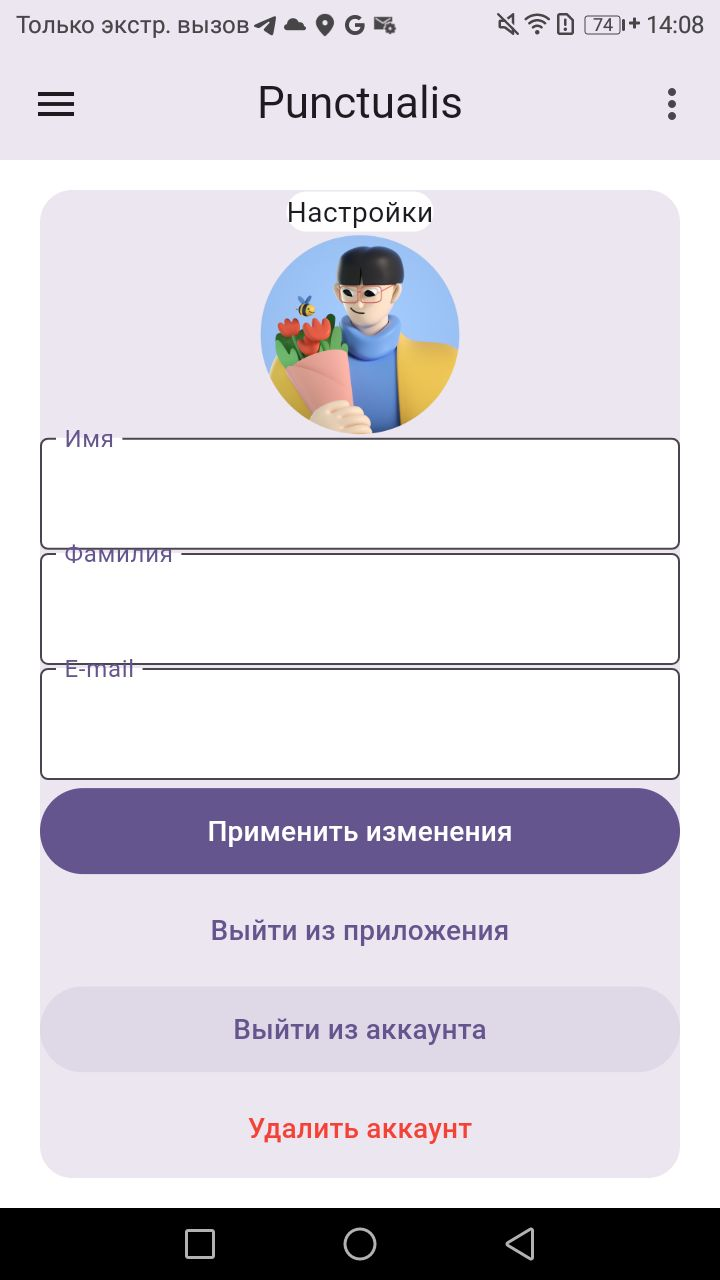 Только экстр. вызов 74 14:08
Punctualis
Настройки
Имя
Фамилия
E-mail
Применить изменения
Выйти из приложения
Выйти из аккаунта
Удалить аккаунт